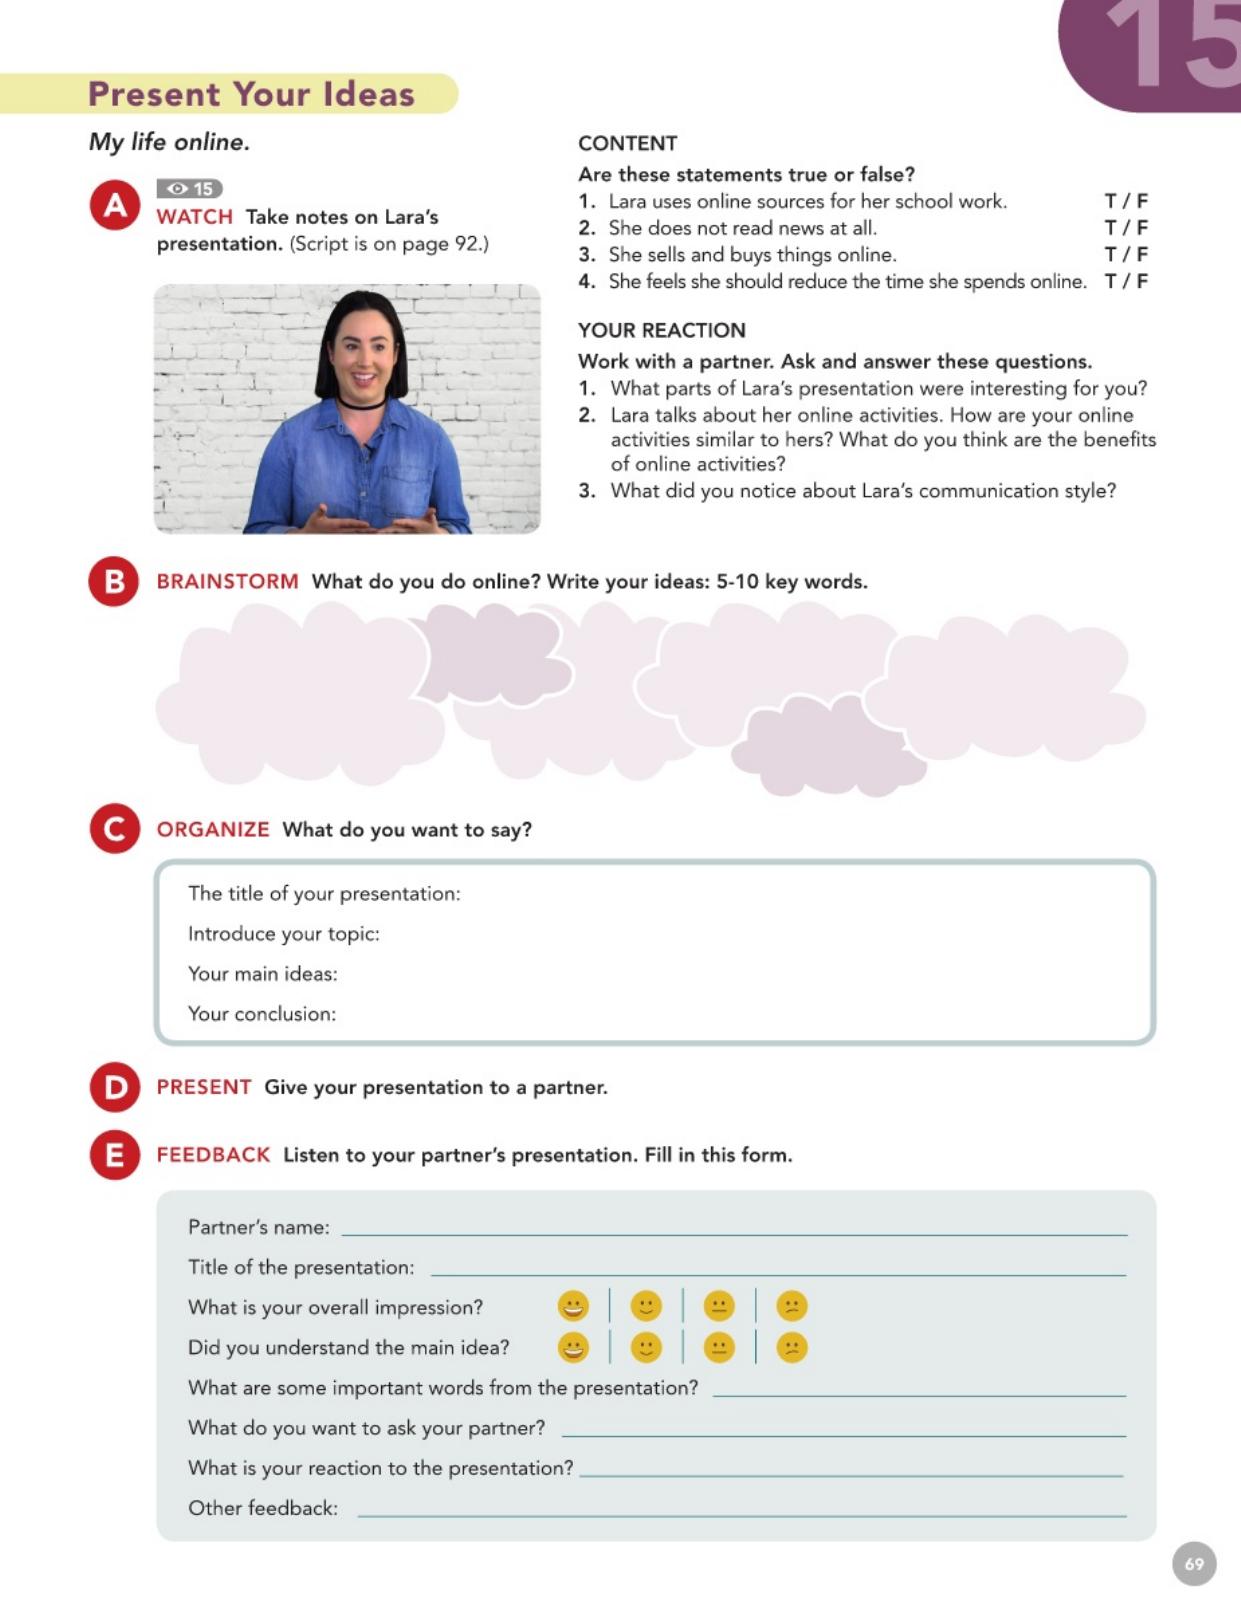 15
Present Your Ideas
My life online.
A
15
WATCH Take notes on Lara's
presentation. (Script is on page 92.)
CONTENT
Are these statements true or false?
1. Lara uses online sources for her school work. T / F
2. She does not read news at all. T / F
3. She sells and buys things online. T / F
4. She feels she should reduce the time she spends online. T / F
YOUR REACTION
Work with a partner. Ask and answer these questions.
1. What parts of Lara's presentation were interesting for you?
2. Lara talks about her online activities. How are your online
activities similar to hers? What do you think are the benefits
of online activities?
3. What did you notice about Lara's communication style?
B
BRAINSTORM What do you do online? Write your ideas: 5-10 key words.
C
ORGANIZE What do you want to say?
The title of your presentation:
Introduce your topic:
Your main ideas:
Your conclusion:
D
PRESENT Give your presentation to a partner.
E
FEEDBACK Listen to your partner's presentation. Fill in this form.
Partner's name:
Title of the presentation:
What is your overall impression?
Did you understand the main idea?
What are some important words from the presentation?
What do you want to ask your partner?
What is your reaction to the presentation?
Other feedback:
69